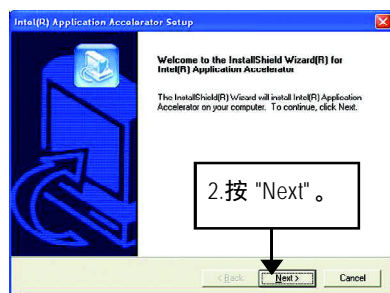 Intel(R) Application Accelerator Setup
Welcome to the InstallShield Wizard(R) for
Intel(R) Application Accelerator
The InstallShield(R) Wizard will install Intel(R) Application
Accelerator on your computer. To continue, click Next.
2.按 "Next"。
< Back
Next >
Cancel